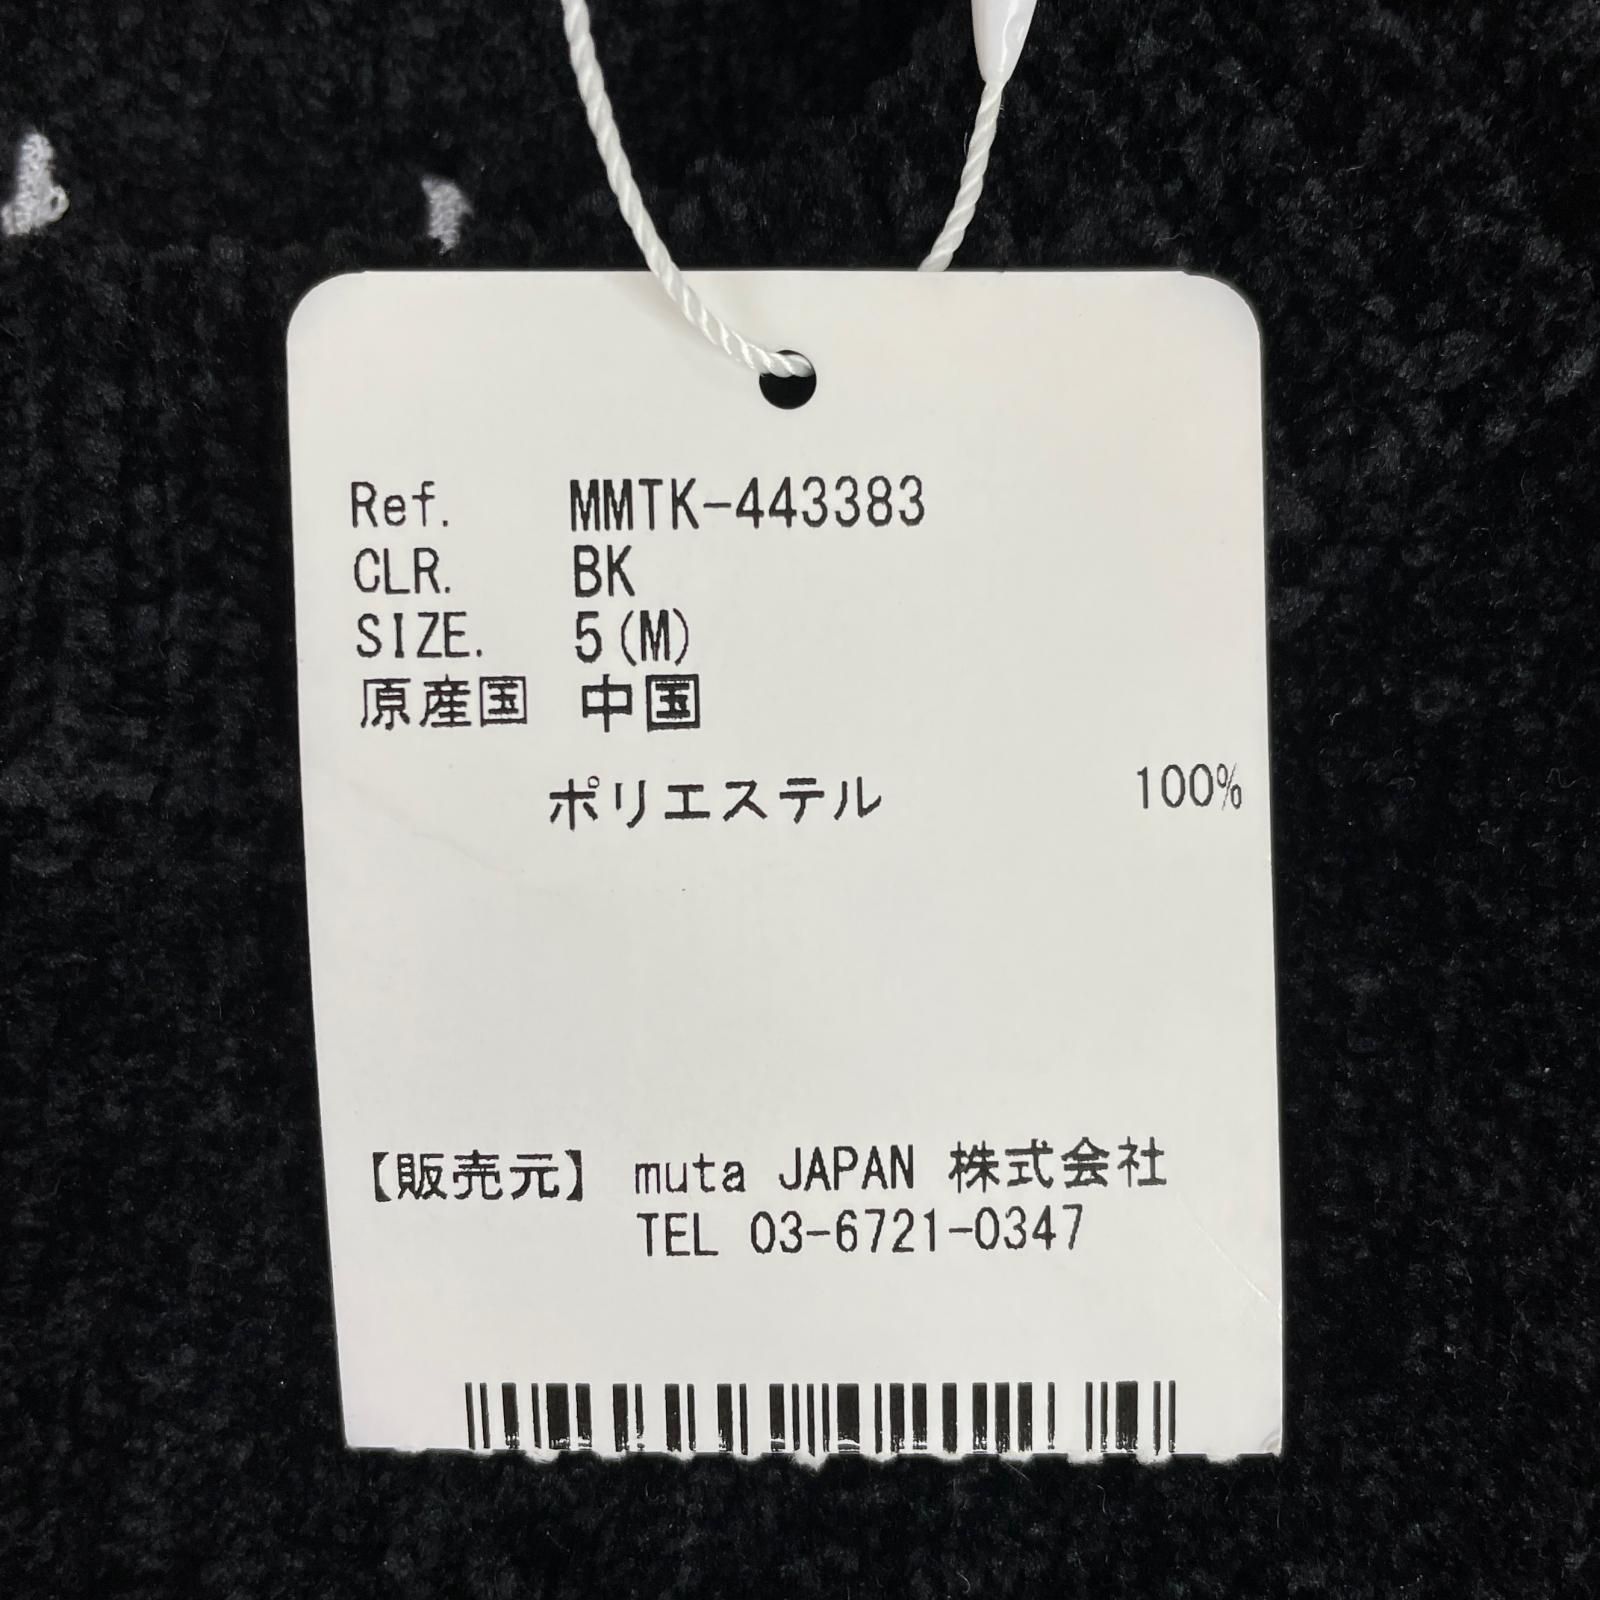 Ref. MMTK-443383
CLR. BK
SIZE. 5(M)
原産国 中国
ポリエステル 100%
【販売元】 muta JAPAN 株式会社
TEL 03-6721-0347